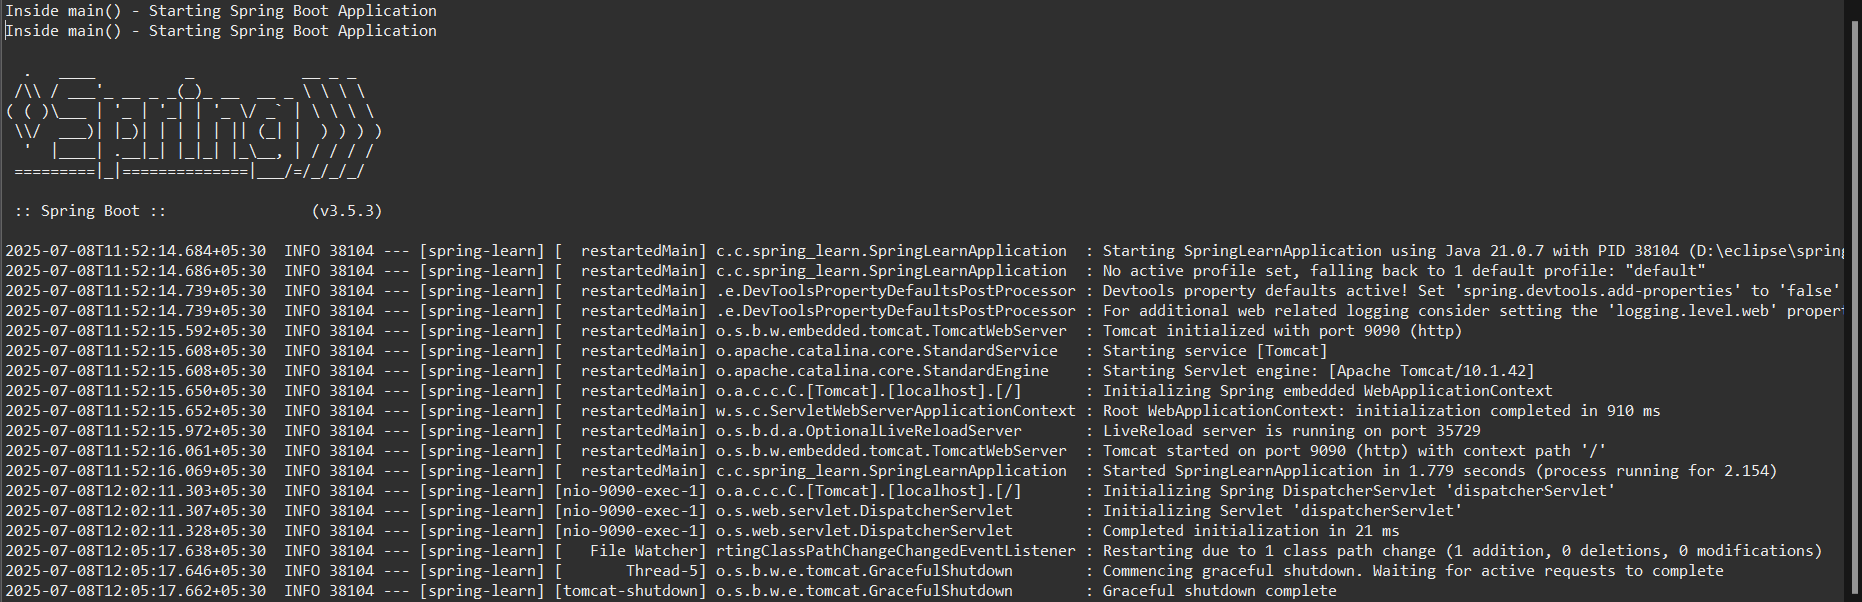 Inside main() - Starting Spring Boot Application
Inside main() - Starting Spring Boot Application

  .   ____          _            __ _ _
 /\\ / ___'_ __ _ _(_)_ __  __ _ \ \ \ \
( ( )\___ | '_ | '_| | '_ \/ _` | \ \ \ \
 \\/  ___)| |_)| | | | | || (_| |  ) ) ) )
  '  |____| .__|_| |_|_| |_\__, | / / / /
 =========|_|==============|___/=/_/_/_/

 :: Spring Boot ::                (v3.5.3)

2025-07-08T11:52:14.684+05:30  INFO 38104 --- [spring-learn] [  restartedMain] c.c.spring_learn.SpringLearnApplication  : Starting SpringLearnApplication using Java 21.0.7 with PID 38104 (D:\eclipse\spring
2025-07-08T11:52:14.686+05:30  INFO 38104 --- [spring-learn] [  restartedMain] c.c.spring_learn.SpringLearnApplication  : No active profile set, falling back to 1 default profile: "default"
2025-07-08T11:52:14.739+05:30  INFO 38104 --- [spring-learn] [  restartedMain] .e.DevToolsPropertyDefaultsPostProcessor : Devtools property defaults active! Set 'spring.devtools.add-properties' to 'false'
2025-07-08T11:52:14.739+05:30  INFO 38104 --- [spring-learn] [  restartedMain] .e.DevToolsPropertyDefaultsPostProcessor : For additional web related logging consider setting the 'logging.level.web' proper
2025-07-08T11:52:15.592+05:30  INFO 38104 --- [spring-learn] [  restartedMain] o.s.b.w.embedded.tomcat.TomcatWebServer  : Tomcat initialized with port 9090 (http)
2025-07-08T11:52:15.608+05:30  INFO 38104 --- [spring-learn] [  restartedMain] o.apache.catalina.core.StandardService   : Starting service [Tomcat]
2025-07-08T11:52:15.608+05:30  INFO 38104 --- [spring-learn] [  restartedMain] o.apache.catalina.core.StandardEngine    : Starting Servlet engine: [Apache Tomcat/10.1.42]
2025-07-08T11:52:15.650+05:30  INFO 38104 --- [spring-learn] [  restartedMain] o.a.c.c.C.[Tomcat].[localhost].[/]       : Initializing Spring embedded WebApplicationContext
2025-07-08T11:52:15.652+05:30  INFO 38104 --- [spring-learn] [  restartedMain] w.s.c.ServletWebServerApplicationContext : Root WebApplicationContext: initialization completed in 910 ms
2025-07-08T11:52:15.972+05:30  INFO 38104 --- [spring-learn] [  restartedMain] o.s.b.d.a.OptionalLiveReloadServer       : LiveReload server is running on port 35729
2025-07-08T11:52:16.061+05:30  INFO 38104 --- [spring-learn] [  restartedMain] o.s.b.w.embedded.tomcat.TomcatWebServer  : Tomcat started on port 9090 (http) with context path '/'
2025-07-08T11:52:16.069+05:30  INFO 38104 --- [spring-learn] [  restartedMain] c.c.spring_learn.SpringLearnApplication  : Started SpringLearnApplication in 1.779 seconds (process running for 2.154)
2025-07-08T12:02:11.303+05:30  INFO 38104 --- [spring-learn] [nio-9090-exec-1] o.a.c.c.C.[Tomcat].[localhost].[/]       : Initializing Spring DispatcherServlet 'dispatcherServlet'
2025-07-08T12:02:11.307+05:30  INFO 38104 --- [spring-learn] [nio-9090-exec-1] o.s.web.servlet.DispatcherServlet        : Initializing Servlet 'dispatcherServlet'
2025-07-08T12:02:11.328+05:30  INFO 38104 --- [spring-learn] [nio-9090-exec-1] o.s.web.servlet.DispatcherServlet        : Completed initialization in 21 ms
2025-07-08T12:05:17.638+05:30  INFO 38104 --- [spring-learn] [   File Watcher] rtingClassPathChangeChangedEventListener : Restarting due to 1 class path change (1 addition, 0 deletions, 0 modifications)
2025-07-08T12:05:17.646+05:30  INFO 38104 --- [spring-learn] [       Thread-5] o.s.b.w.e.tomcat.GracefulShutdown        : Commencing graceful shutdown. Waiting for active requests to complete
2025-07-08T12:05:17.662+05:30  INFO 38104 --- [spring-learn] [tomcat-shutdown] o.s.b.w.e.tomcat.GracefulShutdown        : Graceful shutdown complete